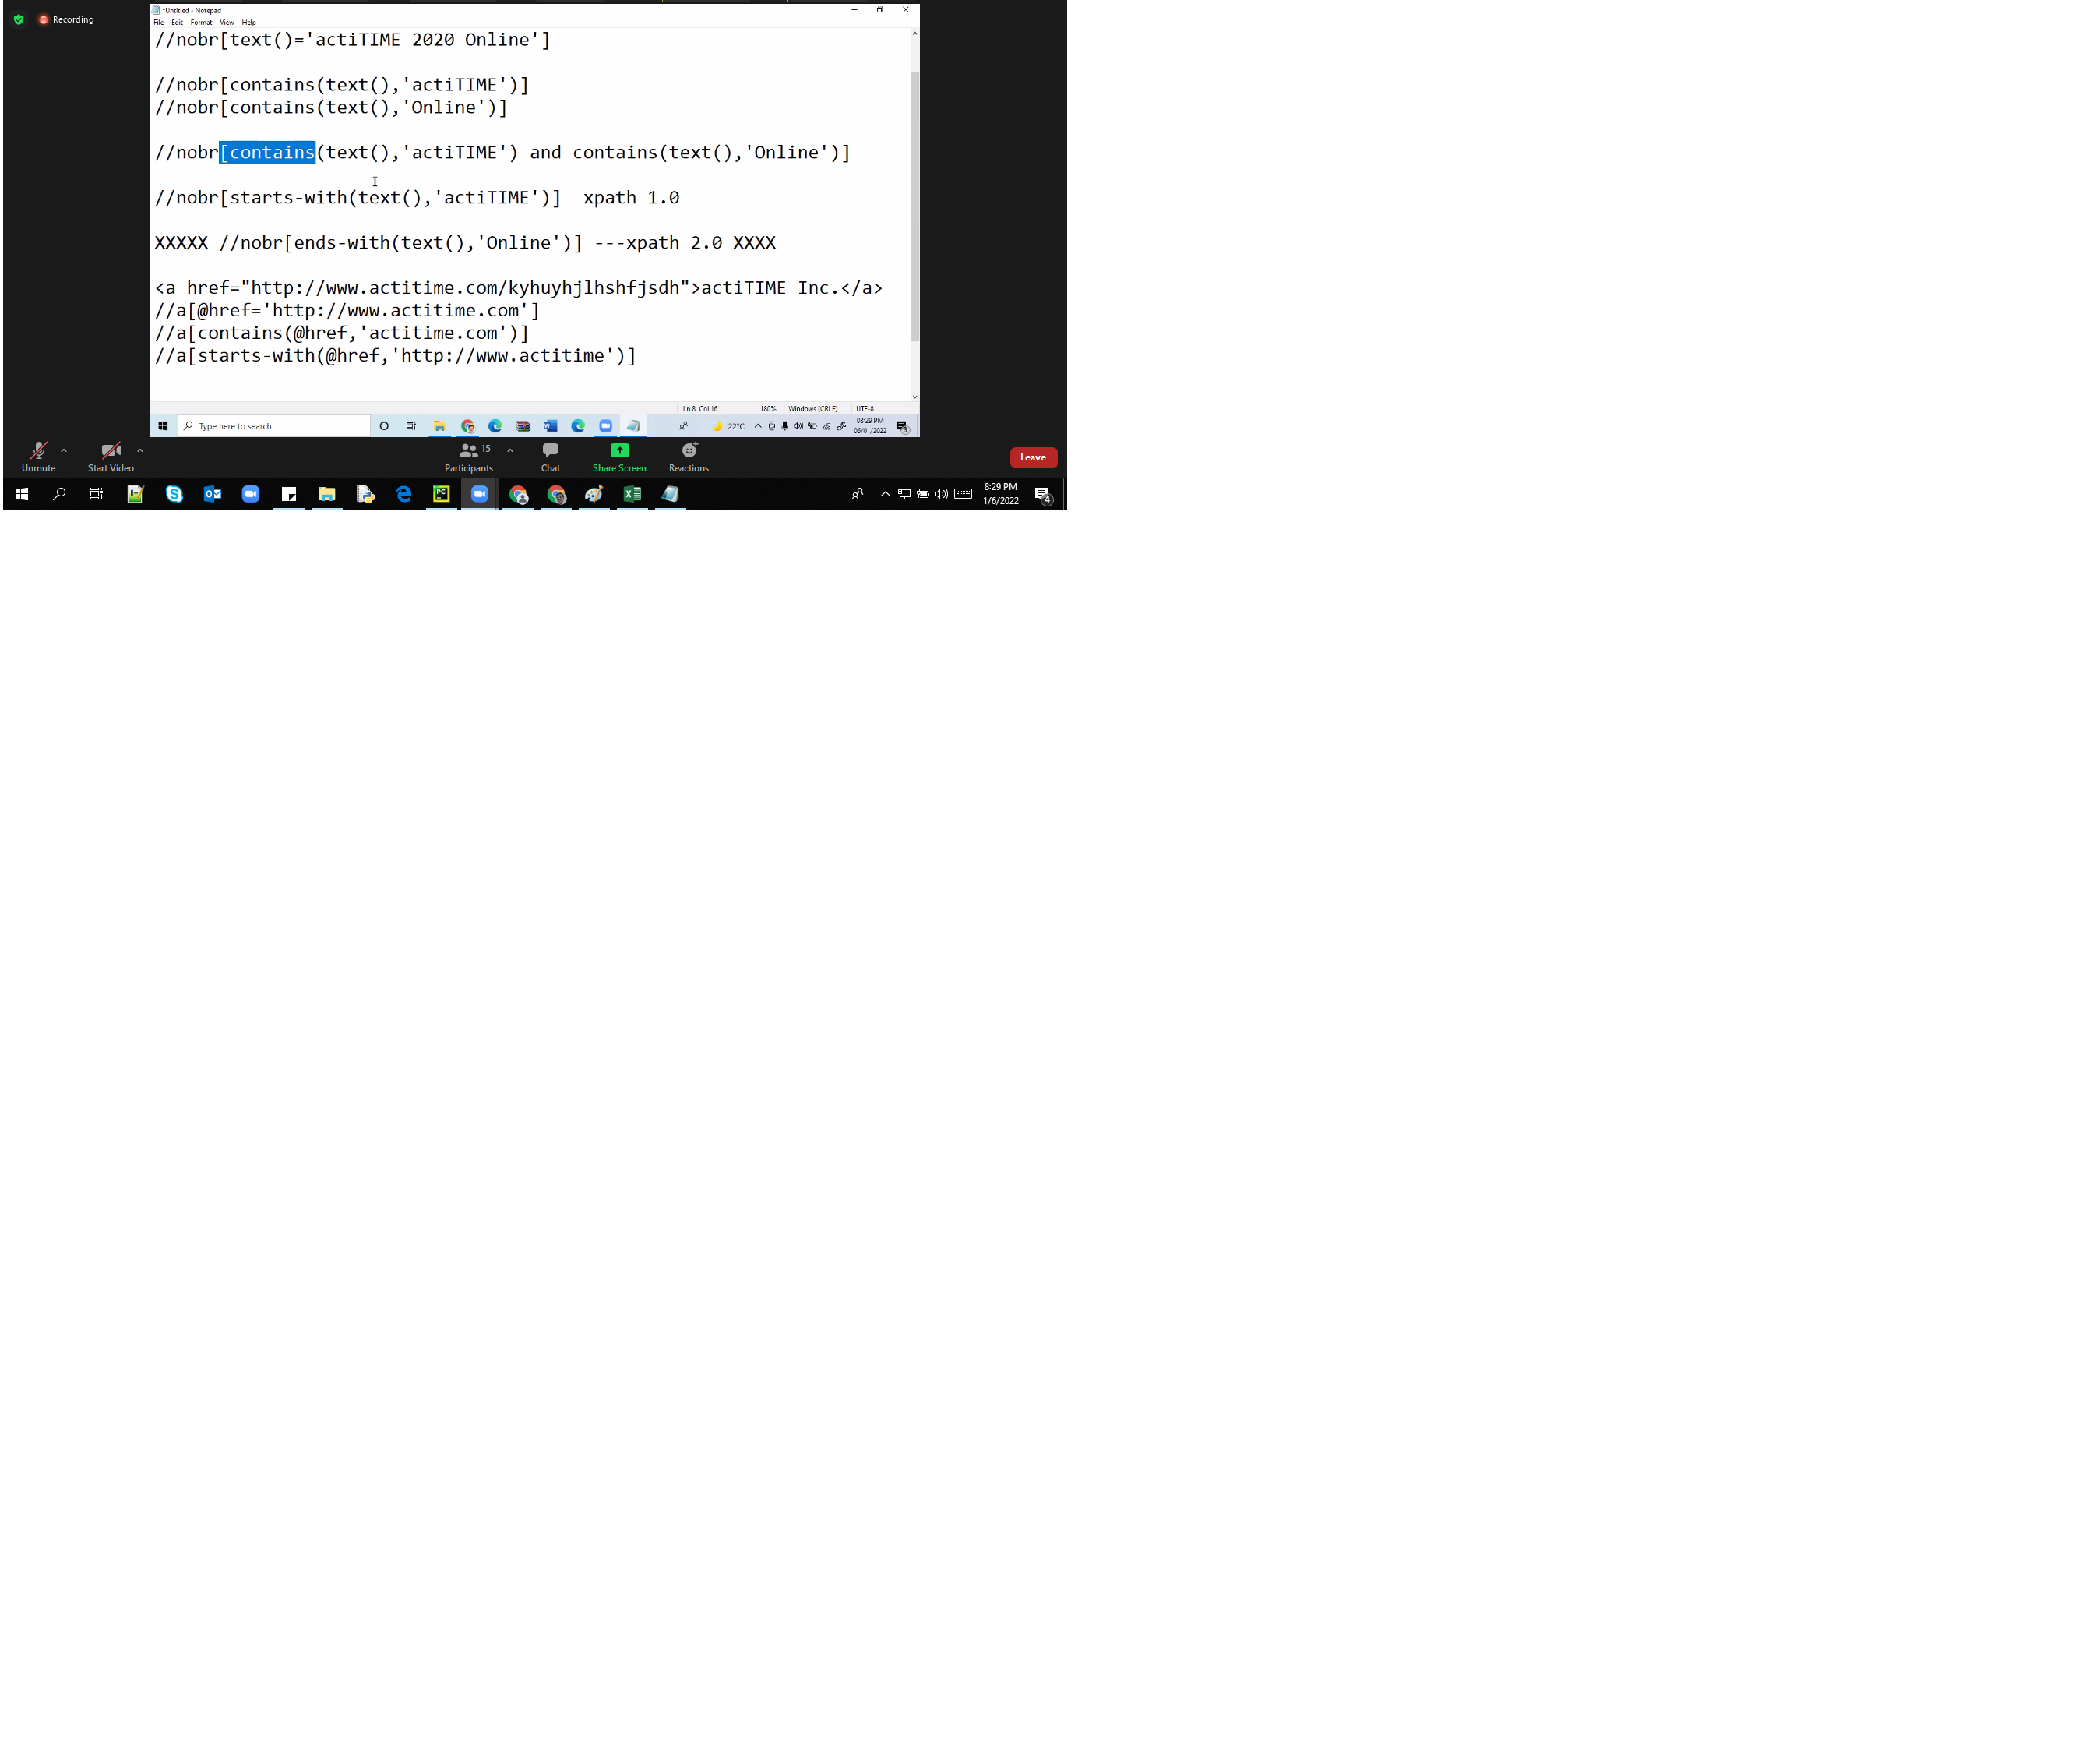 Recording
*Untitled - Notepad
File Edit Format View Help
//nobr[text()='actiTIME 2020 Online']
//nobr[contains(text(),'actiTIME')]
//nobr[contains(text(),'Online')]
//nobr[contains(text(),'actiTIME') and contains(text(),'Online')]
//nobr[starts-with(text(),'actiTIME')]  xpath 1.0
XXXXX //nobr[ends-with(text(),'Online')] ---xpath 2.0 XXXX
<a href="http://www.actitime.com/kyhuyhjlhshfjsdh">actiTIME Inc.</a>
//a[@href='http://www.actitime.com']
//a[contains(@href,'actitime.com')]
//a[starts-with(@href,'http://www.actitime')]
Ln 8, Col 16 180% Windows (CRLF) UTF-8
Type here to search
22°C
08:29 PM
06/01/2022
3
15
Unmute Start Video Participants Chat Share Screen Reactions Leave
8:29 PM
1/6/2022
4